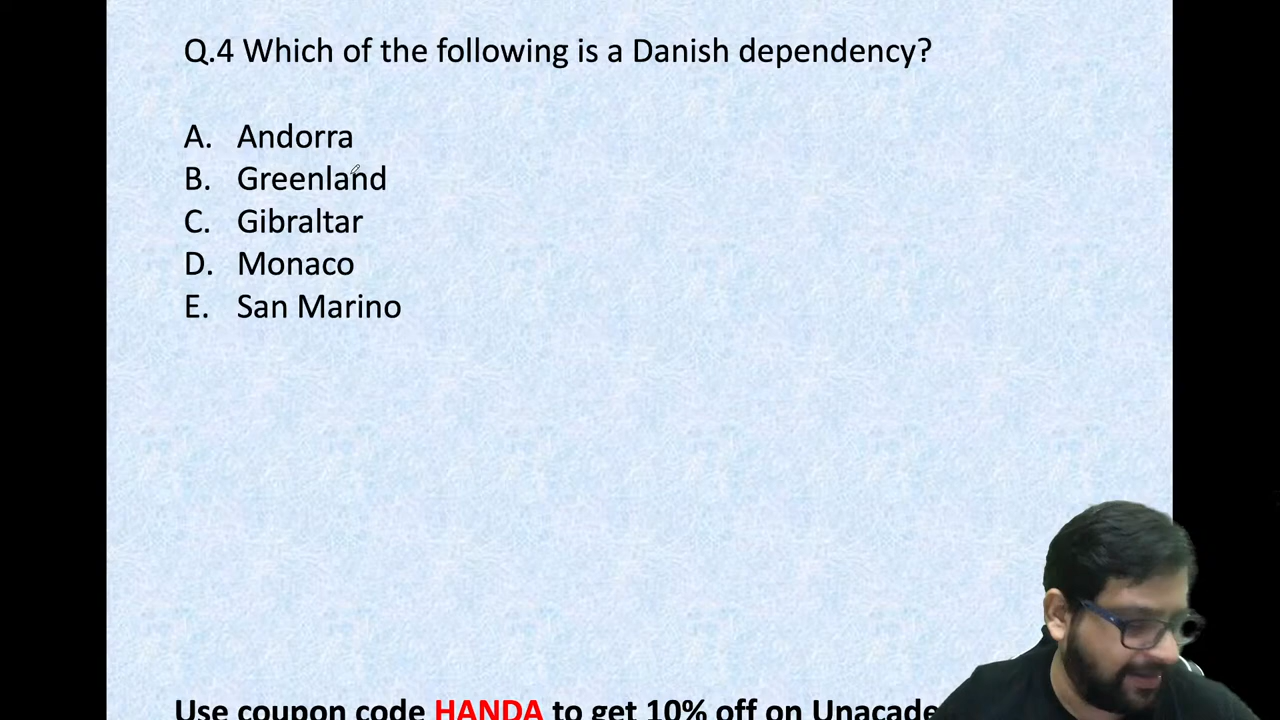 Q.4 Which of the following is a Danish dependency?
A. Andorra
B. Greenland
C. Gibraltar
D. Monaco
E. San Marino
Use coupon code HANDA to get 10% off on